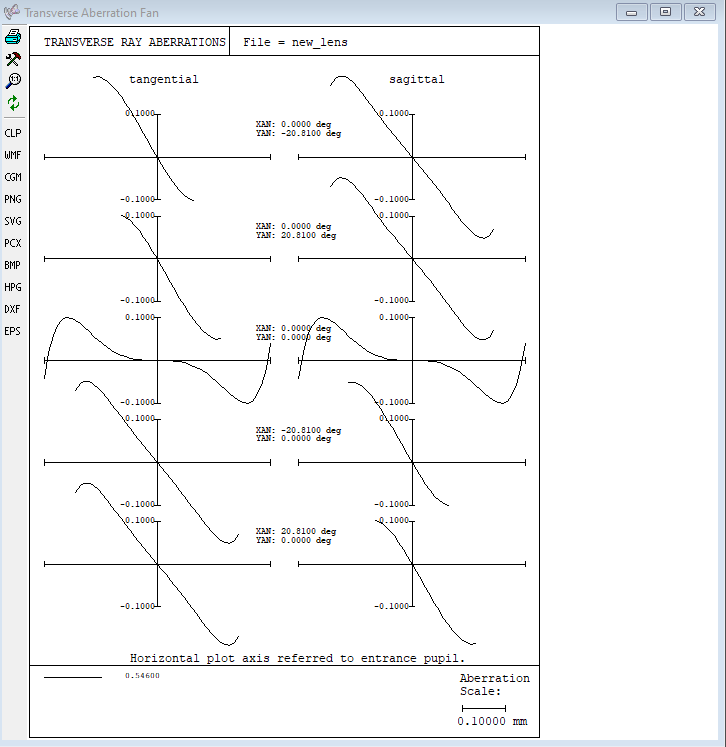 Transverse Aberration Fan
TRANSVERSE RAY ABERRATIONS File = new_lens
tangential sagittal
0.1000 0.1000
XAN: 0.0000 deg
YAN: -20.8100 deg
-0.1000 -0.1000
0.1000 0.1000
XAN: 0.0000 deg
YAN: 20.8100 deg
-0.1000 -0.1000
0.1000 0.1000
XAN: 0.0000 deg
YAN: 0.0000 deg
-0.1000 -0.1000
0.1000 0.1000
XAN: -20.8100 deg
YAN: 0.0000 deg
-0.1000 -0.1000
0.1000 0.1000
XAN: 20.8100 deg
YAN: 0.0000 deg
-0.1000 -0.1000
Horizontal plot axis referred to entrance pupil.
0.54600
Aberration
Scale:
0.10000 mm
CLP
WMF
CGM
PNG
SVG
PCX
BMP
HPG
DXF
EPS